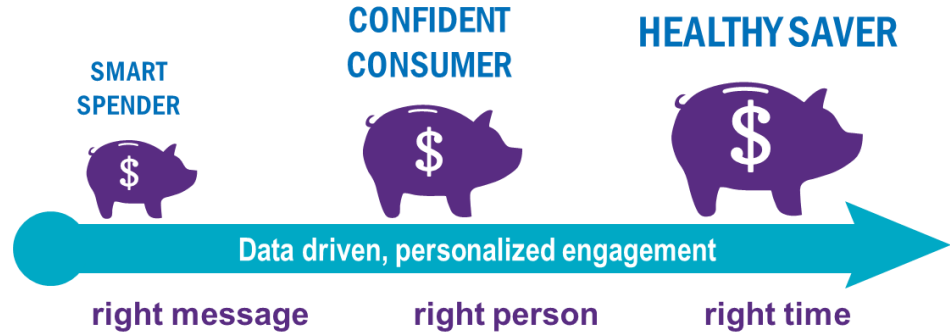 SMART
SPENDER
$
CONFIDENT
CONSUMER
$
HEALTHY SAVER
$
Data driven, personalized engagement
right message
right person
right time